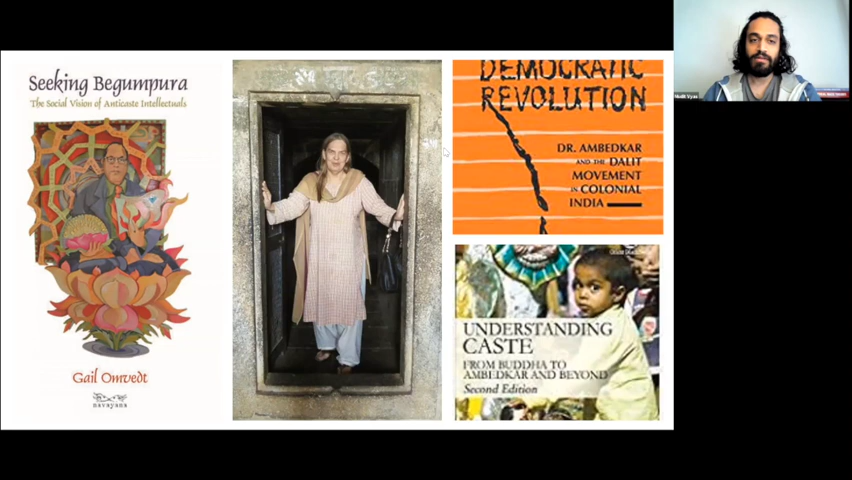 Seeking Begumpura
The Social Vision of Anticaste Intellectuals
Gail Omvedt
navayana
DEMOCRATIC
REVOLUTION
DR. AMBEDKAR
AND THE DALIT
MOVEMENT
IN COLONIAL
INDIA
UNDERSTANDING
CASTE
FROM BUDDHA TO
AMBEDKAR AND BEYOND
Second Edition